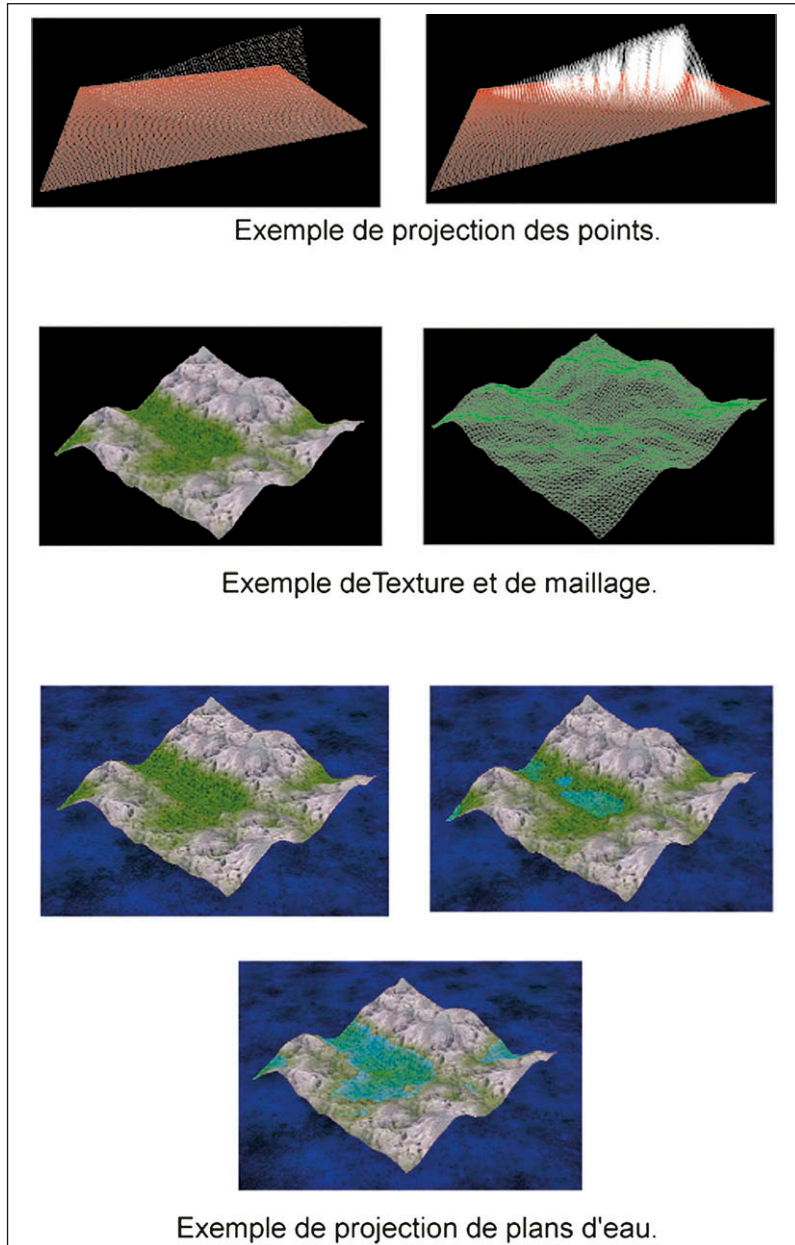 Exemple de projection des points.
Exemple deTexture et de maillage.
Exemple de projection de plans d'eau.